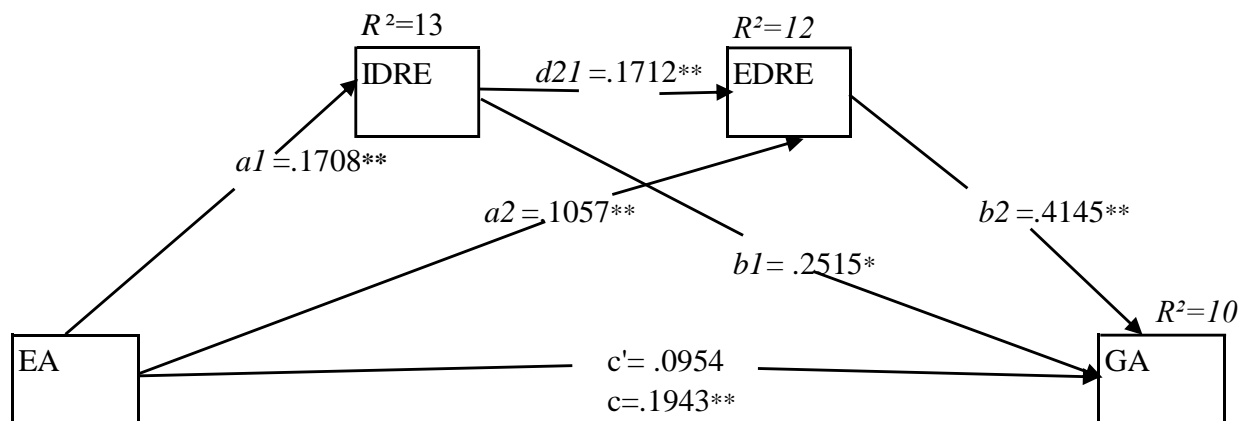 R²=13
R²=12
IDRE
d21 =.1712**
EDRE
a1 =.1708**
a2 =.1057**
b2 =.4145**
b1= .2515*
R²=10
EA
c'= .0954
GA
c=.1943**